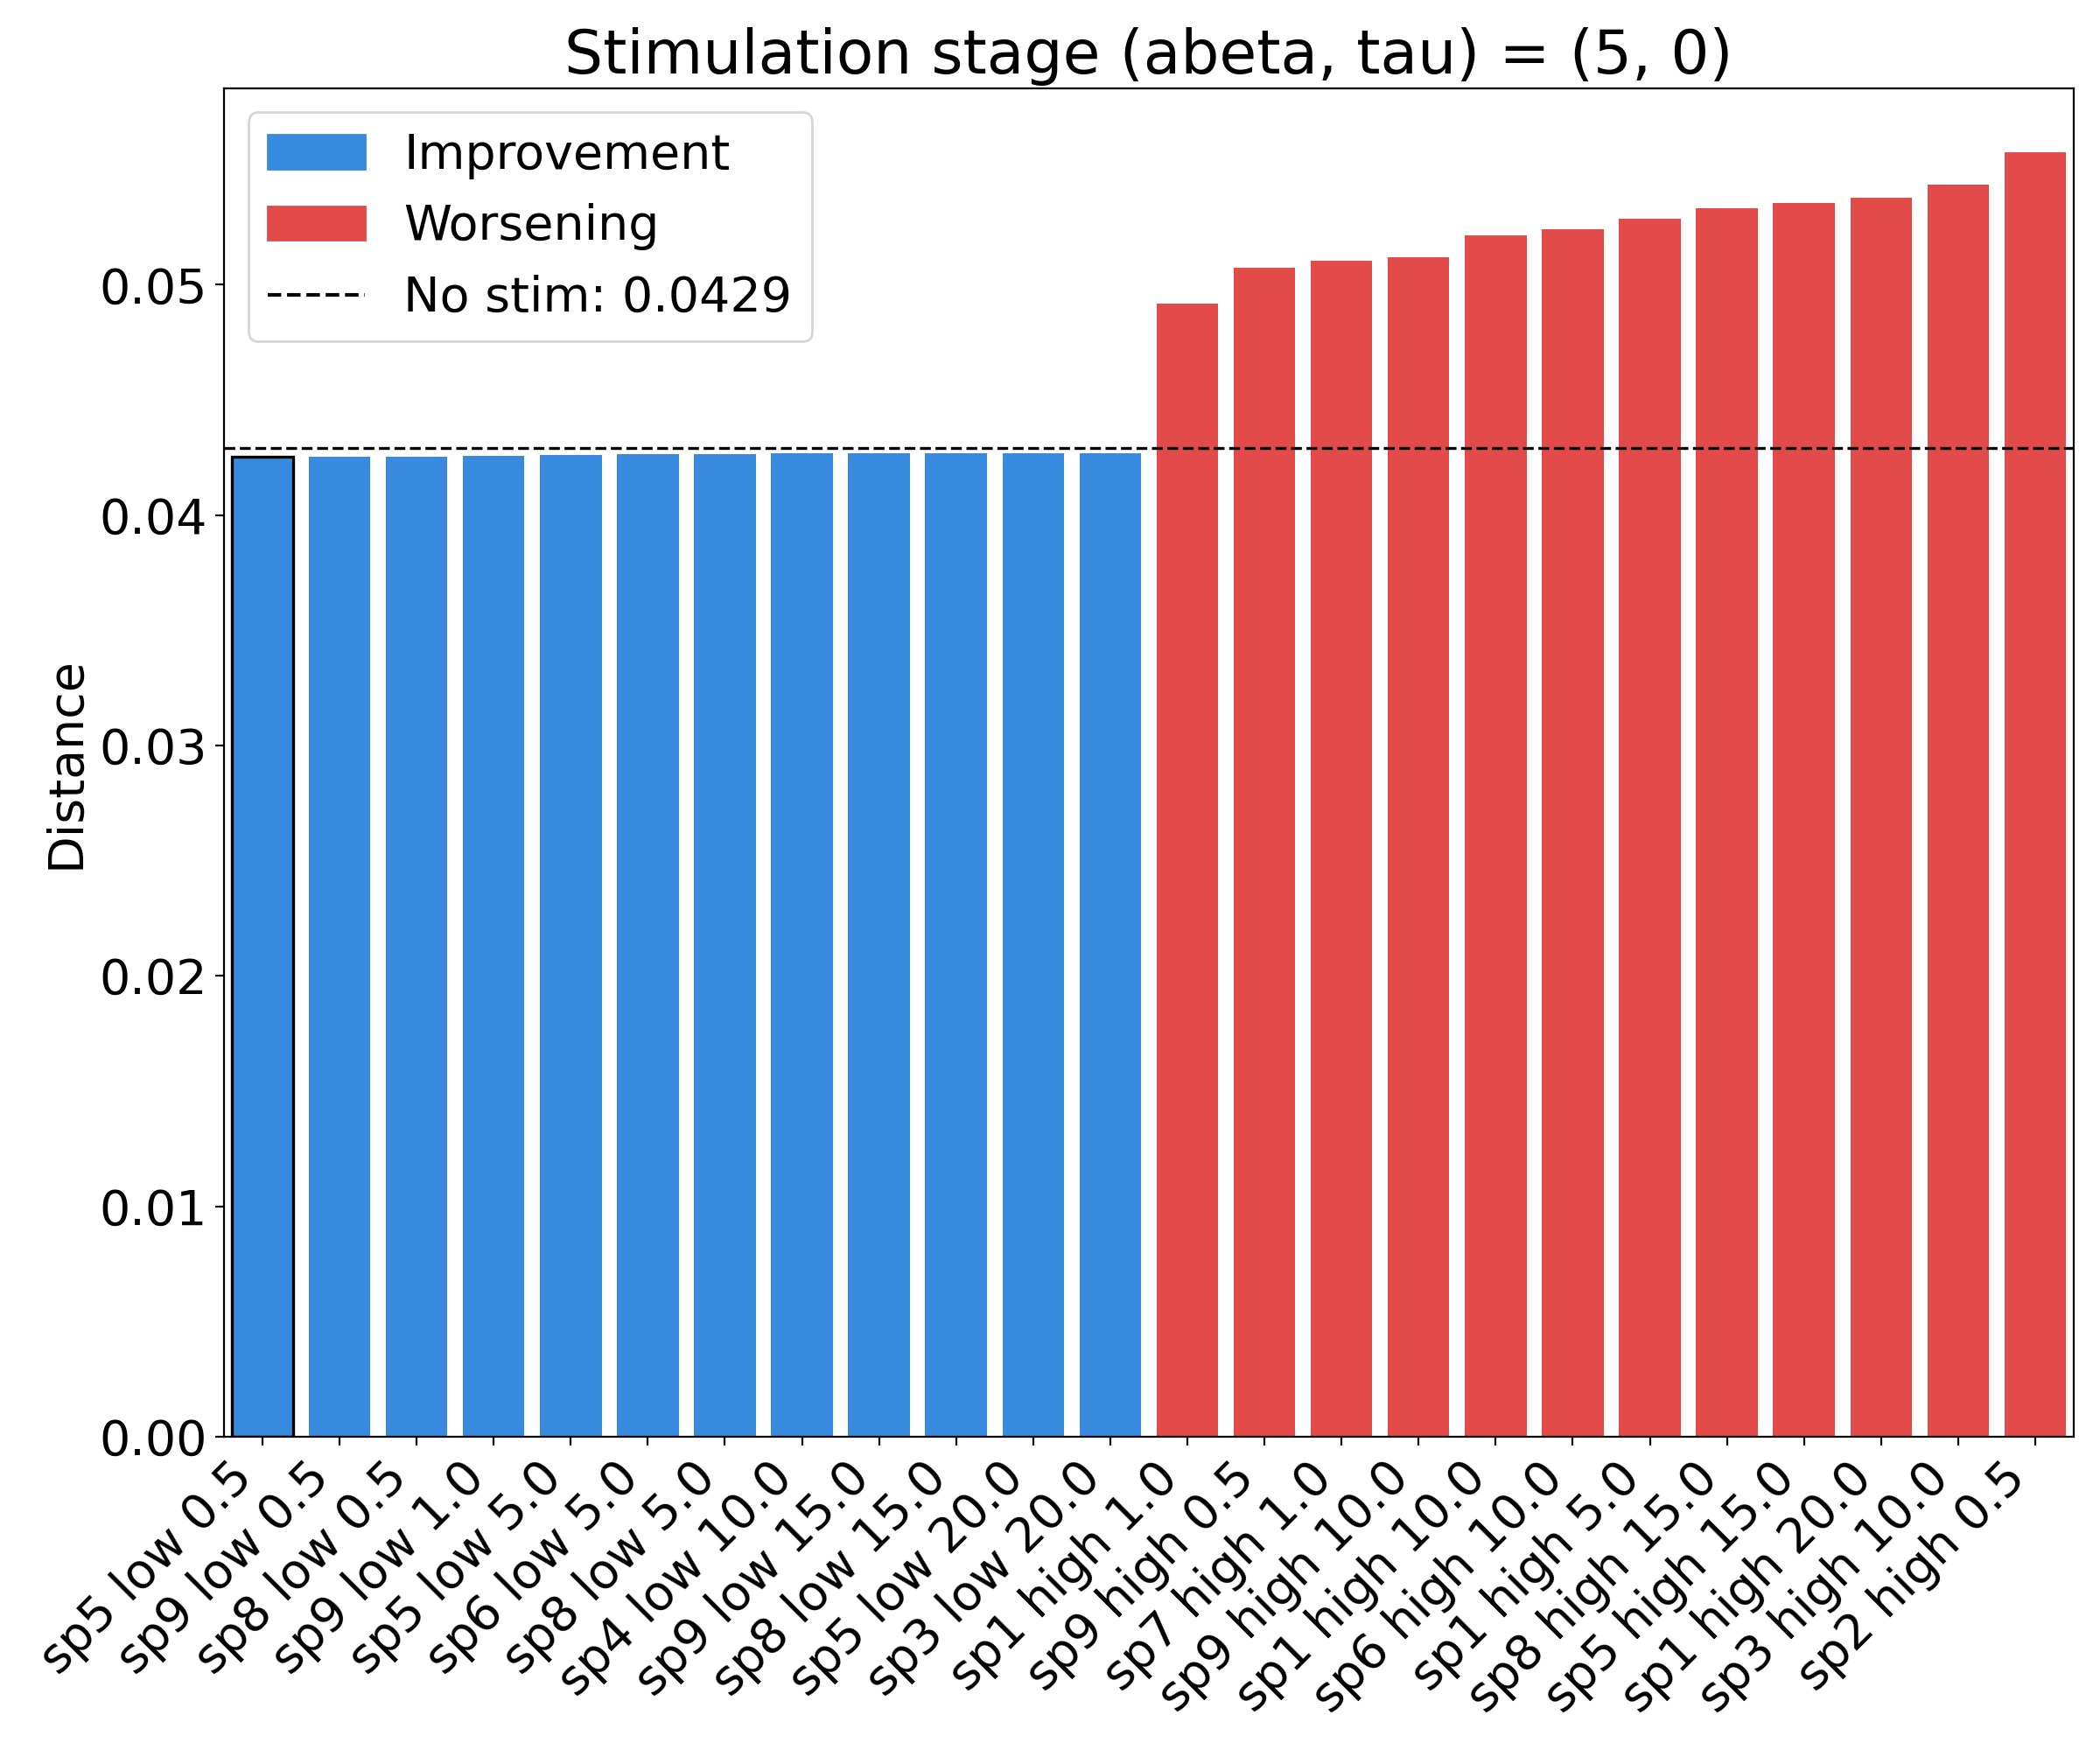 Stimulation stage (abeta, tau) = (5, 0)
Improvement
Worsening
No stim: 0.0429
Distance
0.05
0.04
0.03
0.02
0.01
0.00
sp5 low 0.5
sp9 low 0.5
sp8 low 0.5
sp9 low 1.0
sp5 low 5.0
sp6 low 5.0
sp8 low 5.0
sp4 low 10.0
sp9 low 15.0
sp8 low 15.0
sp5 low 20.0
sp3 low 20.0
sp1 high 1.0
sp9 high 0.5
sp7 high 1.0
sp9 high 10.0
sp1 high 10.0
sp6 high 10.0
sp1 high 5.0
sp8 high 15.0
sp5 high 15.0
sp1 high 20.0
sp3 high 10.0
sp2 high 0.5